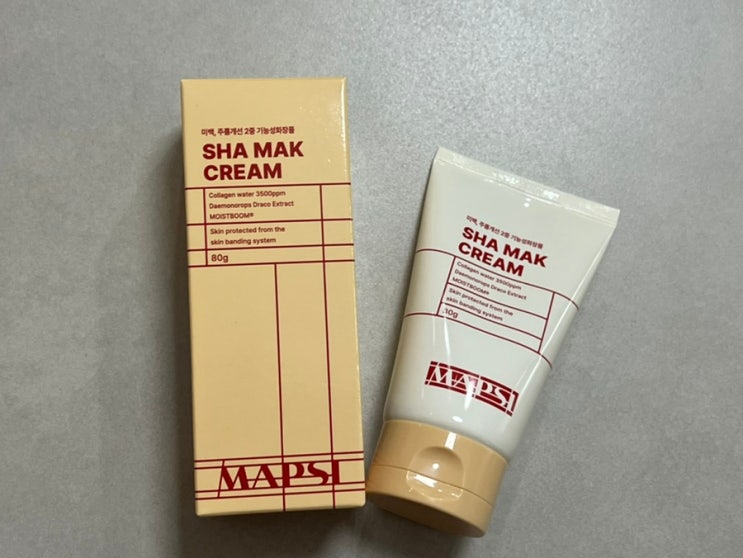 미백, 주름개선 2중 기능성화장품
SHA MAK
CREAM
Collagen water 3500ppm
Daemonorops Draco Extract
MOISTBOOM®
Skin protected from the
skin banding system
80g
MAPSI
미백, 주름개선 2중 기능성화장품
SHA MAK
CREAM
Collagen water 3500ppm
Daemonorops Draco Extract
MOISTBOOM®
Skin protected from the
skin banding system
MAPSI